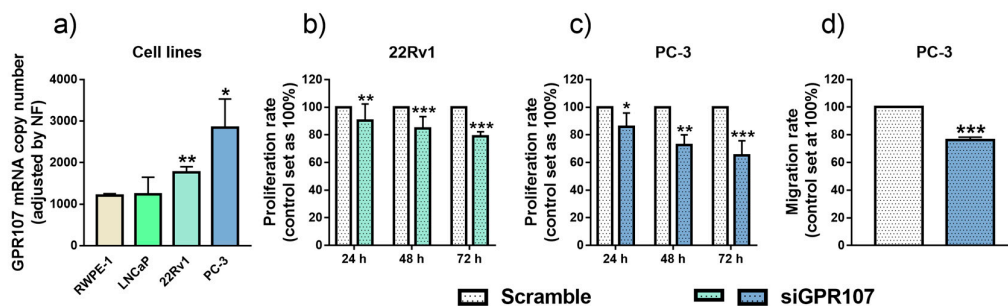 a)
Cell lines
GPR107 mRNA copy number
(adjusted by NF)
4000
3000
2000
1000
0
**
*
RWPE-1
LNCaP
22Rv1
PC-3
b)
22Rv1
Proliferation rate
(control set as 100%)
120
100
80
60
40
20
0
**
***
***
24 h
48 h
72 h
c)
PC-3
Proliferation rate
(control set as 100%)
120
100
80
60
40
20
0
*
**
***
24 h
48 h
72 h
d)
PC-3
Migration rate
(control set at 100%)
120
100
80
60
40
20
0
***
Scramble
siGPR107